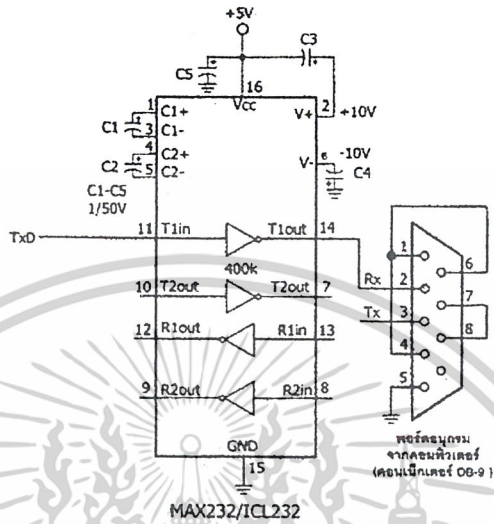 +5V
C3
C5
16
Vcc
1 C1+
C1
3 C1-
4 C2+
C2
5 C2-
C1-C5
1/50V
V+ 2 +10V
V- 6 -10V
C4
TxD 11 T1in T1out 14
400k
10 T2out T2out 7
12 R1out R1in 13
9 R2out R2in 8
GND
15
MAX232/ICL232
Rx
Tx
1
2
3
4
5
6
7
8
พอร์ตอนุกรม
จากคอมพิวเตอร์
(คอนเน็กเตอร์ DB-9 )